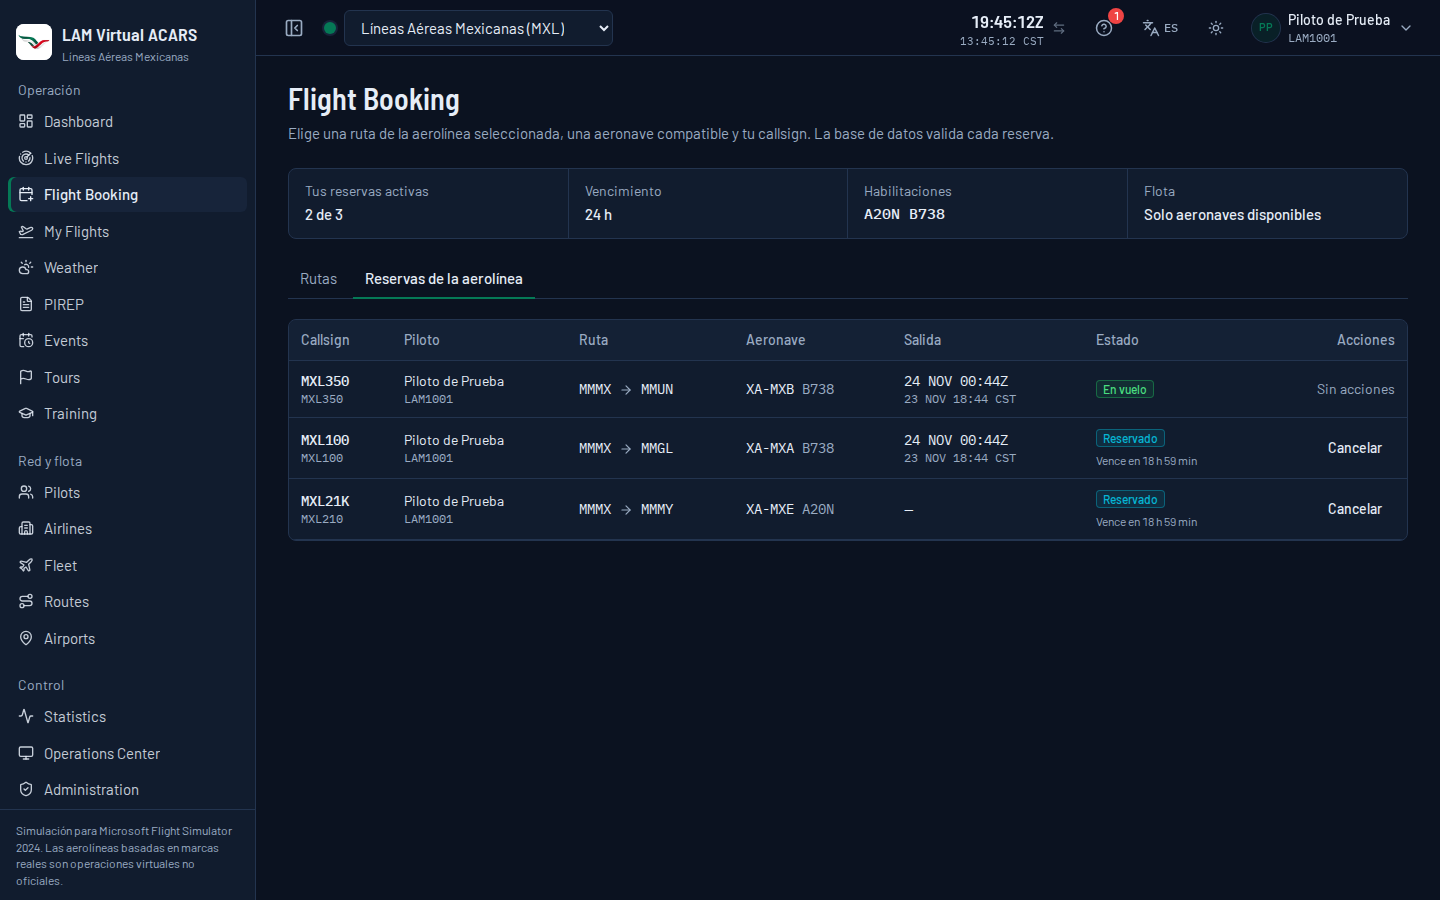 LAM Virtual ACARS
Líneas Aéreas Mexicanas
Operación
Dashboard
Live Flights
Flight Booking
My Flights
Weather
PIREP
Events
Tours
Training
Red y flota
Pilots
Airlines
Fleet
Routes
Airports
Control
Statistics
Operations Center
Administration
Simulación para Microsoft Flight Simulator
2024. Las aerolíneas basadas en marcas
reales son operaciones virtuales no
oficiales.
Líneas Aéreas Mexicanas (MXL)
19:45:12Z
13:45:12 CST
1
ES
PP
Piloto de Prueba
LAM1001
Flight Booking
Elige una ruta de la aerolínea seleccionada, una aeronave compatible y tu callsign. La base de datos valida cada reserva.
Tus reservas activas
2 de 3
Vencimiento
24 h
Habilitaciones
A20N B738
Flota
Solo aeronaves disponibles
Rutas Reservas de la aerolínea
Callsign Piloto Ruta Aeronave Salida Estado Acciones
MXL350 Piloto de Prueba MMMX → MMUN XA-MXB B738 24 NOV 00:44Z En vuelo Sin acciones
MXL350 LAM1001 23 NOV 18:44 CST
MXL100 Piloto de Prueba MMMX → MMGL XA-MXA B738 24 NOV 00:44Z Reservado Cancelar
MXL100 LAM1001 23 NOV 18:44 CST Vence en 18 h 59 min
MXL21K Piloto de Prueba MMMX → MMMY XA-MXE A20N — Reservado Cancelar
MXL210 LAM1001 Vence en 18 h 59 min